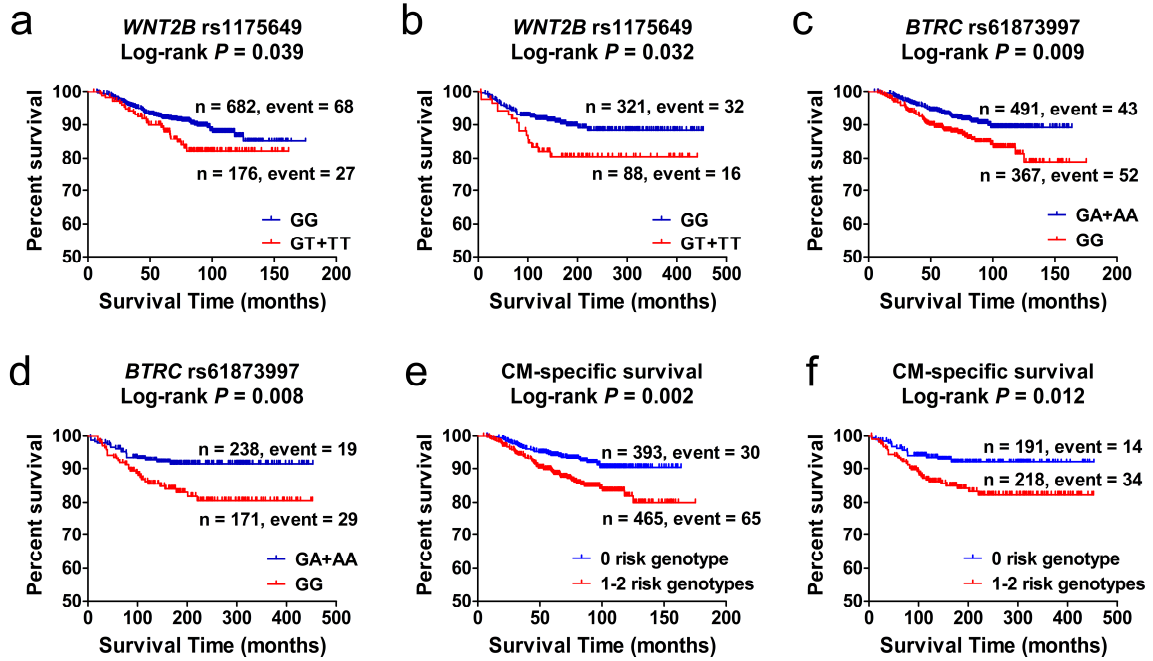 a
WNT2B rs1175649
Log-rank P = 0.039
Percent survival
100
90
80
70
60
50
n = 682, event = 68
n = 176, event = 27
GG
GT+TT
0 50 100 150 200
Survival Time (months)
b
WNT2B rs1175649
Log-rank P = 0.032
Percent survival
100
90
80
70
60
50
n = 321, event = 32
n = 88, event = 16
GG
GT+TT
0 100 200 300 400 500
Survival Time (months)
c
BTRC rs61873997
Log-rank P = 0.009
Percent survival
100
90
80
70
60
50
n = 491, event = 43
n = 367, event = 52
GA+AA
GG
0 50 100 150 200
Survival Time (months)
d
BTRC rs61873997
Log-rank P = 0.008
Percent survival
100
90
80
70
60
50
n = 238, event = 19
n = 171, event = 29
GA+AA
GG
0 100 200 300 400 500
Survival Time (months)
e
CM-specific survival
Log-rank P = 0.002
Percent survival
100
90
80
70
60
50
n = 393, event = 30
n = 465, event = 65
0 risk genotype
1-2 risk genotypes
0 50 100 150 200
Survival Time (months)
f
CM-specific survival
Log-rank P = 0.012
Percent survival
100
90
80
70
60
50
n = 191, event = 14
n = 218, event = 34
0 risk genotype
1-2 risk genotypes
0 100 200 300 400 500
Survival Time (months)